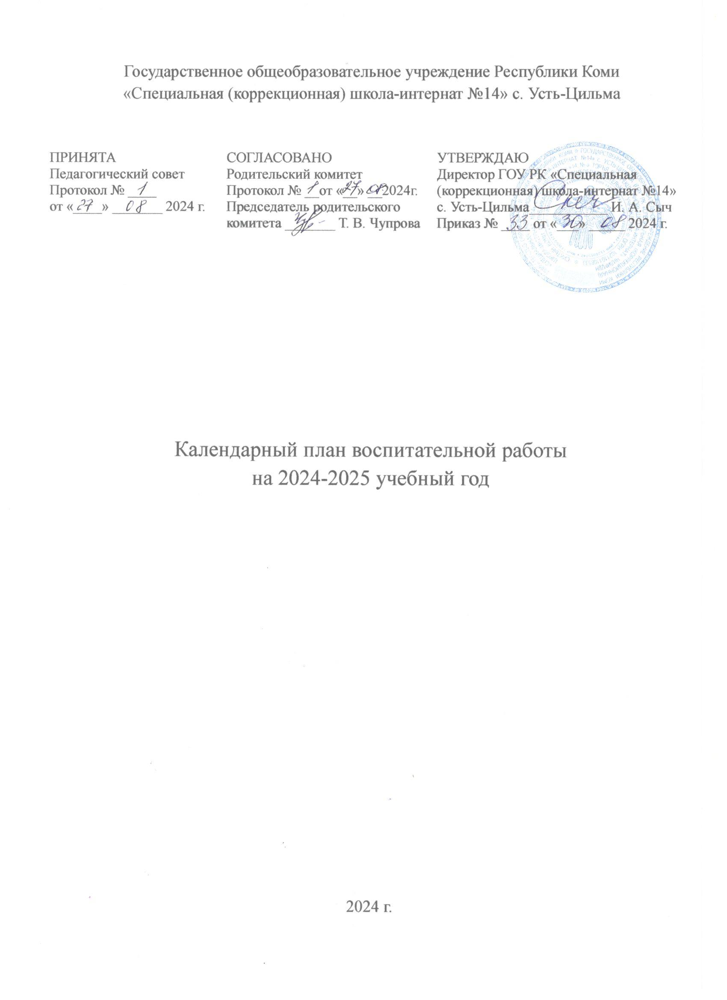 Государственное общеобразовательное учреждение Республики Коми
«Специальная (коррекционная) школа-интернат №14» с. Усть-Цильма
ПРИНЯТА
Педагогический совет
Протокол № 1
от «27» 08 2024 г.
СОГЛАСОВАНО
Родительский комитет
Протокол № 1 от «27» 08 2024г.
Председатель родительского
комитета ______ Т. В. Чупрова
УТВЕРЖДАЮ
Директор ГОУ РК «Специальная
(коррекционная) школа-интернат №14»
с. Усть-Цильма ______ И. А. Сыч
Приказ № 33 от «30» 08 2024 г.
Календарный план воспитательной работы
на 2024-2025 учебный год
2024 г.